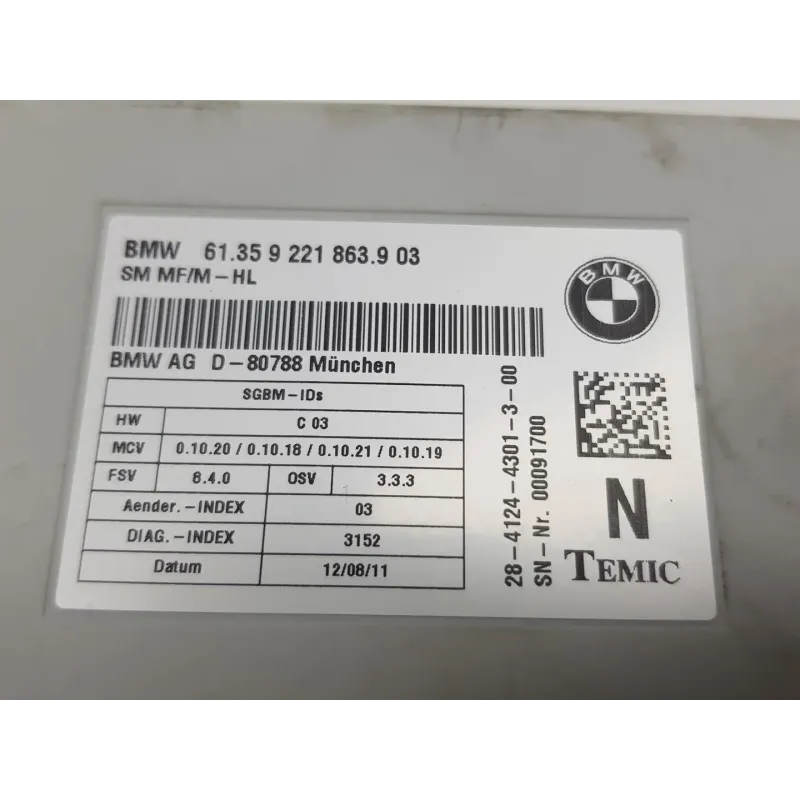 BMW 61.35 9 221 863.9 03
SM MF/M-HL
BMW
BMW AG D-80788 München
SGBM-IDs
HW C 03
MCV 0.10.20 / 0.10.18 / 0.10.21 / 0.10.19
FSV 8.4.0 OSV 3.3.3
Aender.-INDEX 03
DIAG.-INDEX 3152
Datum 12/08/11
28-4124-4301-3-00
SN-Nr. 00091700
N
TEMIC